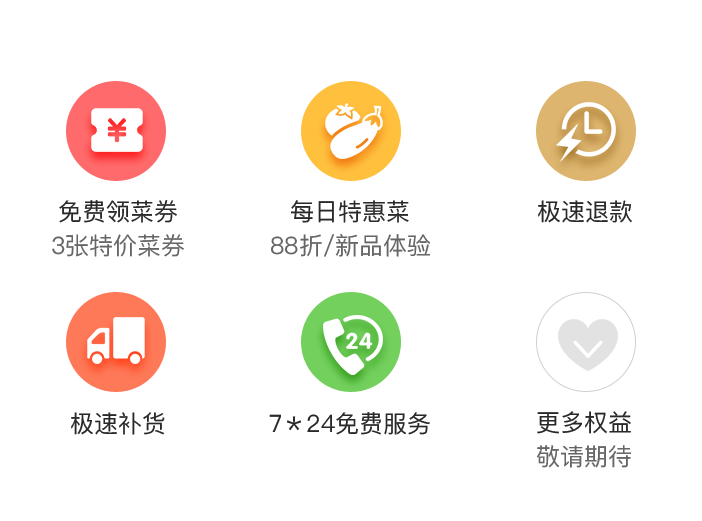 ¥
免费领菜券
3张特价菜券
每日特惠菜
88折/新品体验
极速退款
极速补货
24
7*24免费服务
更多权益
敬请期待